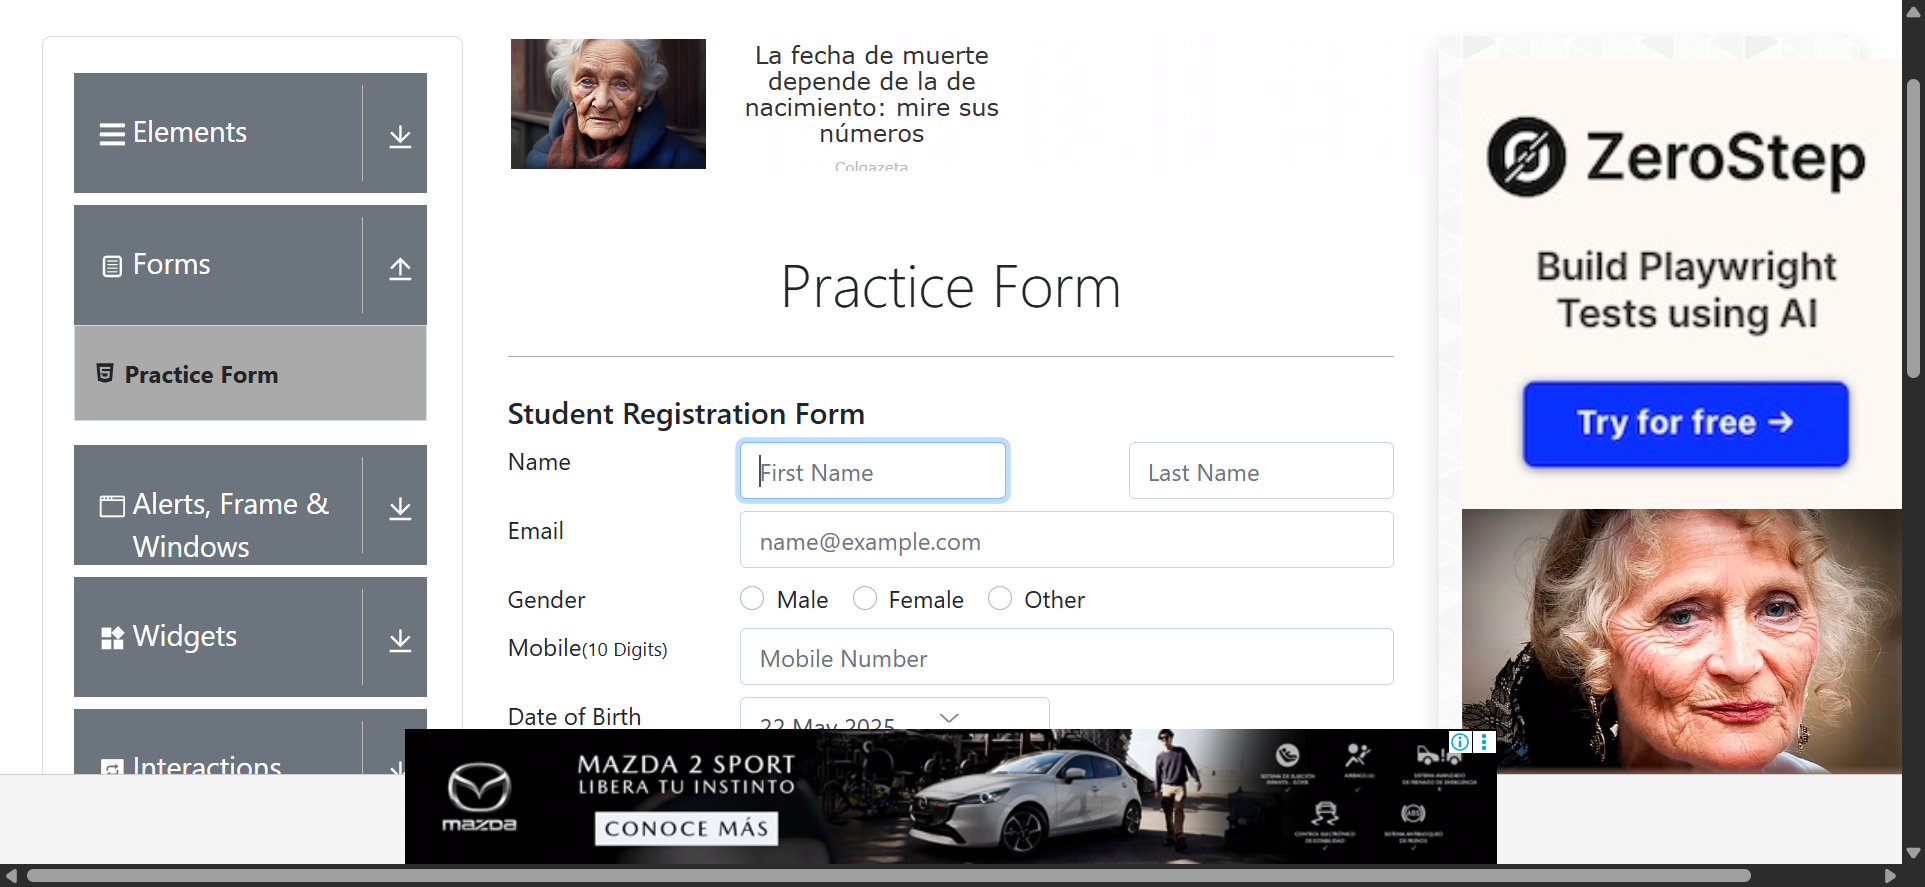 Elements
Forms
Practice Form
Alerts, Frame &
Windows
Widgets
Interactions
La fecha de muerte
depende de la de
nacimiento: mire sus
números
Colgazeta
Practice Form
Student Registration Form
Name
First Name
Last Name
Email
name@example.com
Gender
Male
Female
Other
Mobile(10 Digits)
Mobile Number
Date of Birth
22 May 2025
ZeroStep
Build Playwright
Tests using AI
Try for free →
mazda
MAZDA 2 SPORT
LIBERA TU INSTINTO
CONOCE MÁS
ABS